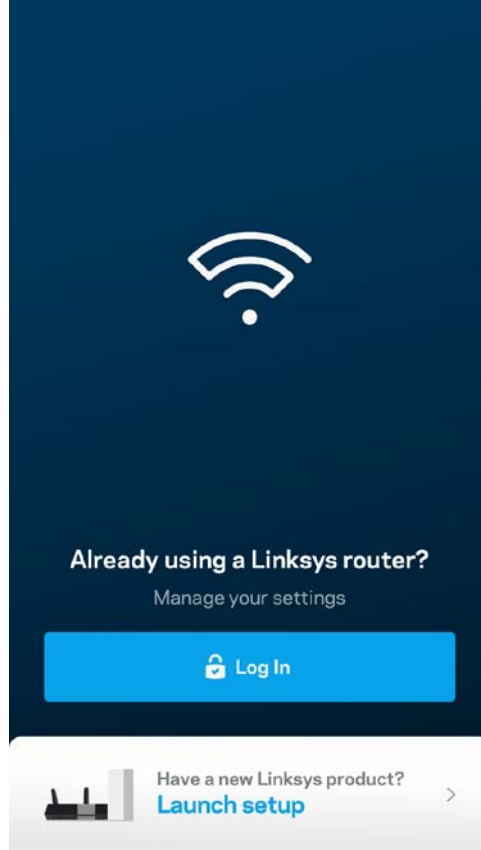 Already using a Linksys router?
Manage your settings
Log In
Have a new Linksys product?
Launch setup